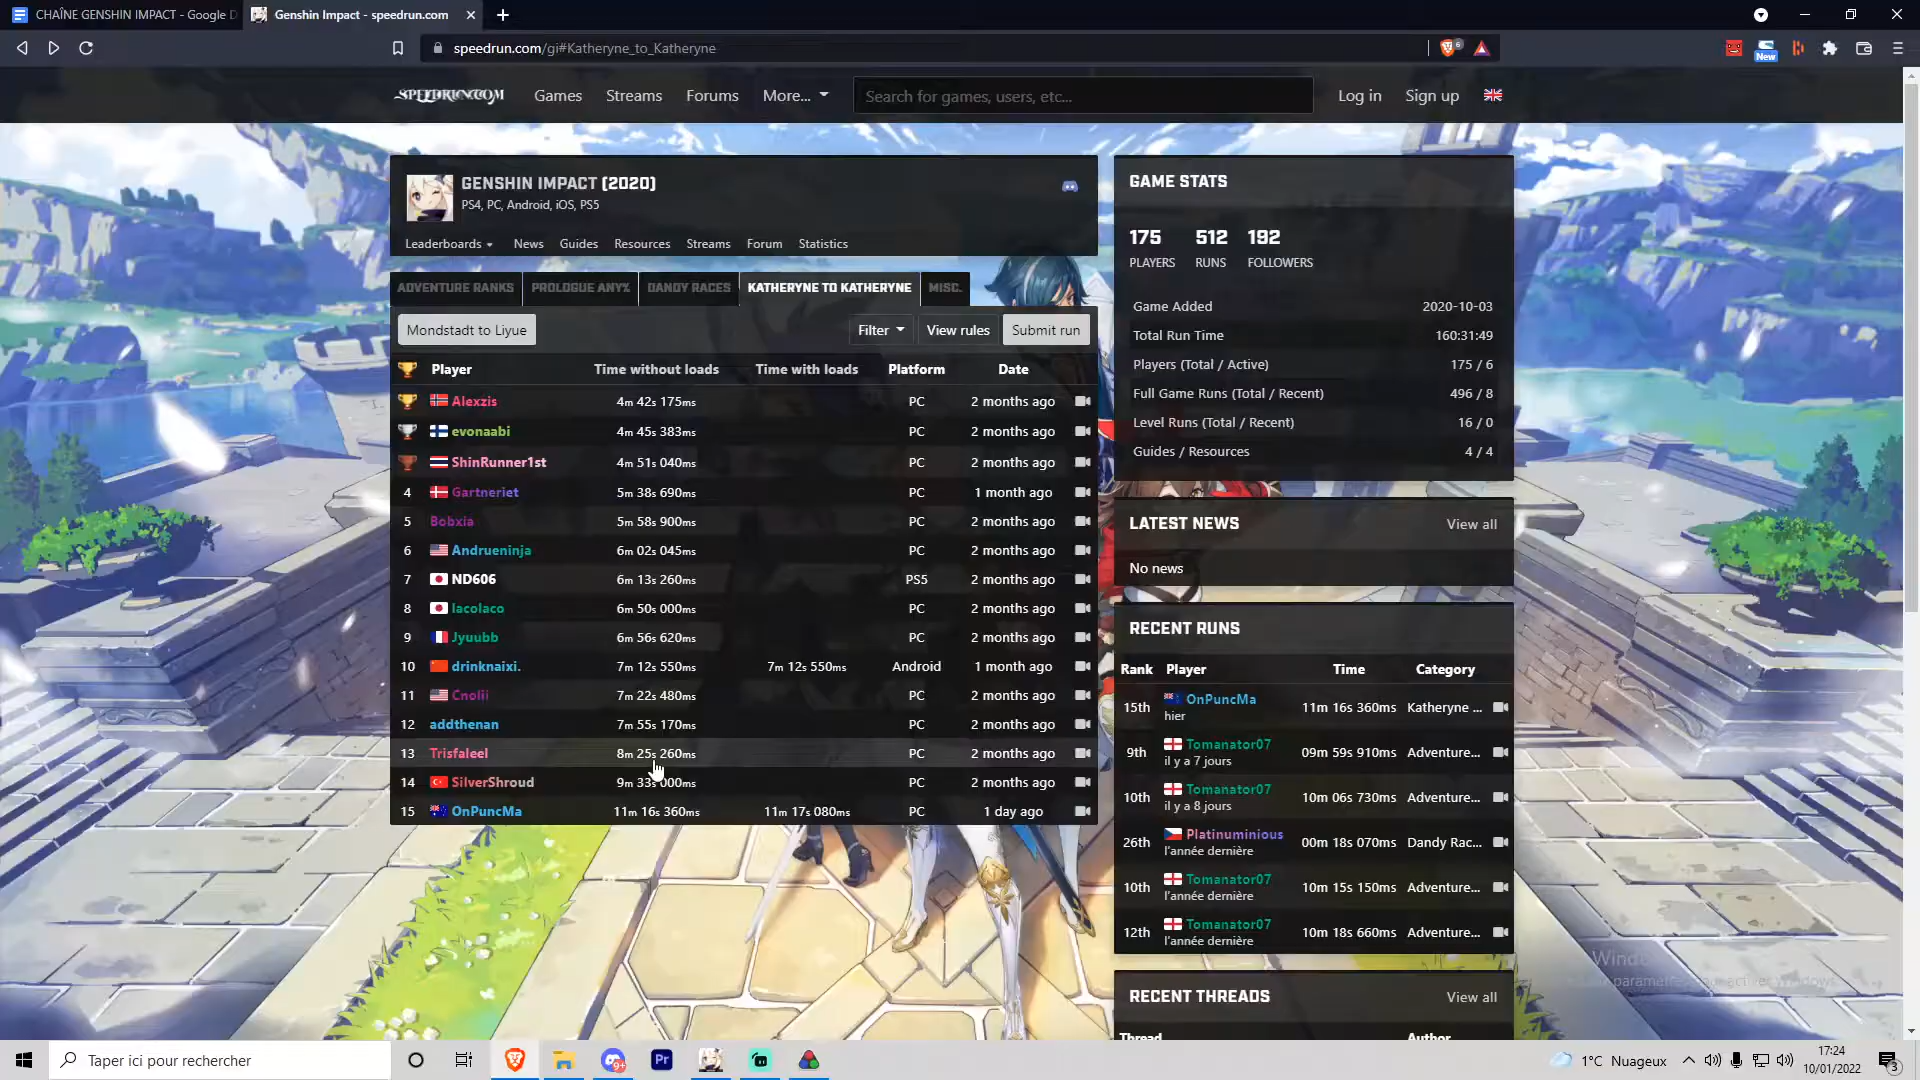 CHAÎNE GENSHIN IMPACT - Google D
Genshin Impact - speedrun.com
speedrun.com/gi#Katheryne_to_Katheryne
6
New
SPEEDRUN.COM
Games
Streams
Forums
More...
Search for games, users, etc...
Log in
Sign up
GENSHIN IMPACT (2020)
PS4, PC, Android, iOS, PS5
Leaderboards
News
Guides
Resources
Streams
Forum
Statistics
ADVENTURE RANKS
PROLOGUE ANY%
DANDY RACES
KATHERYNE TO KATHERYNE
MISC.
Mondstadt to Liyue
Filter
View rules
Submit run
Player Time without loads Time with loads Platform Date
Alexzis 4m 42s 175ms PC 2 months ago
evonaabi 4m 45s 383ms PC 2 months ago
ShinRunner1st 4m 51s 040ms PC 2 months ago
4 Gartneriet 5m 38s 690ms PC 1 month ago
5 Bobxia 5m 58s 900ms PC 2 months ago
6 Andrueninja 6m 02s 045ms PC 2 months ago
7 ND606 6m 13s 260ms PS5 2 months ago
8 lacolaco 6m 50s 000ms PC 2 months ago
9 Jyuubb 6m 56s 620ms PC 2 months ago
10 drinknaixi. 7m 12s 550ms 7m 12s 550ms Android 1 month ago
11 Cnolii 7m 22s 480ms PC 2 months ago
12 addthenan 7m 55s 170ms PC 2 months ago
13 Trisfaleel 8m 25s 260ms PC 2 months ago
14 SilverShroud 9m 33s 000ms PC 2 months ago
15 OnPuncMa 11m 16s 360ms 11m 17s 080ms PC 1 day ago
GAME STATS
175 512 192
PLAYERS RUNS FOLLOWERS
Game Added 2020-10-03
Total Run Time 160:31:49
Players (Total / Active) 175 / 6
Full Game Runs (Total / Recent) 496 / 8
Level Runs (Total / Recent) 16 / 0
Guides / Resources 4 / 4
LATEST NEWS View all
No news
RECENT RUNS
Rank Player Time Category
15th OnPuncMa 11m 16s 360ms Katheryne ...
hier
9th Tomanator07 09m 59s 910ms Adventure...
il y a 7 jours
10th Tomanator07 10m 06s 730ms Adventure...
il y a 8 jours
26th Platinuminious 00m 18s 070ms Dandy Rac...
l'année dernière
10th Tomanator07 10m 15s 150ms Adventure...
l'année dernière
12th Tomanator07 10m 18s 660ms Adventure...
l'année dernière
RECENT THREADS View all
Thread Author
Taper ici pour rechercher
9+
Pr
1°C Nuageux
17:24
10/01/2022
3